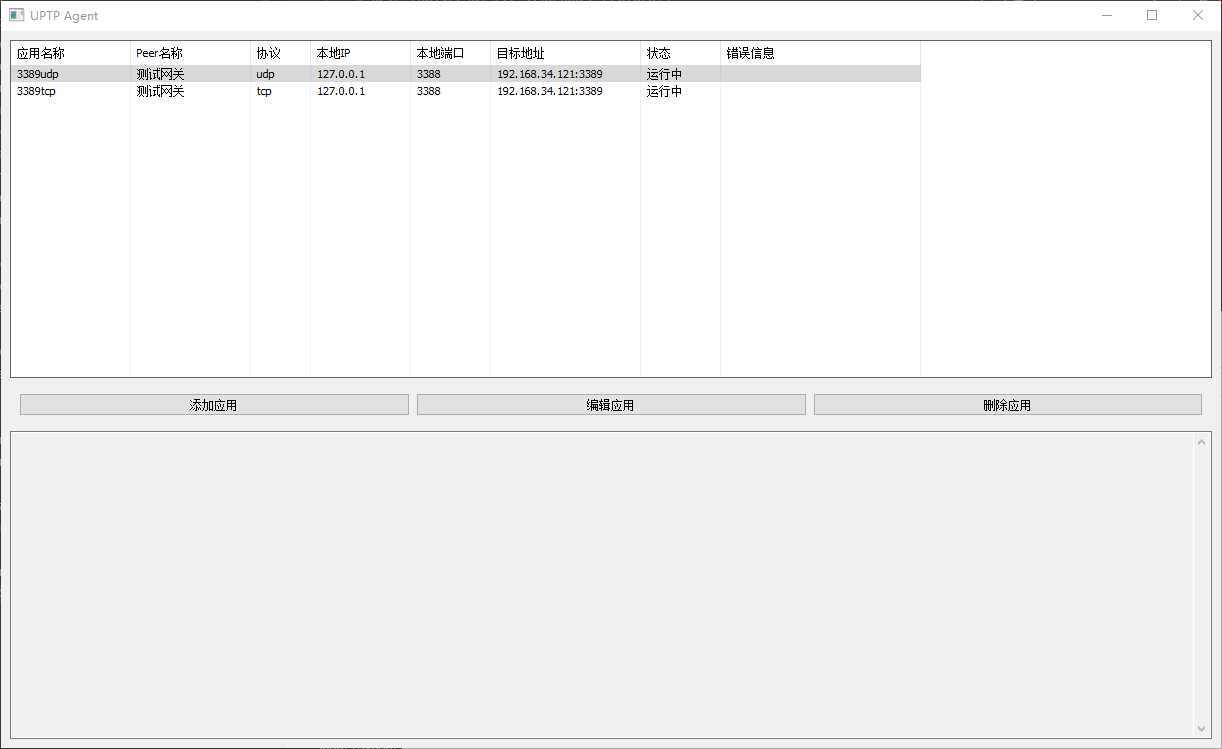 UPTP Agent
应用名称 Peer名称 协议 本地IP 本地端口 目标地址 状态 错误信息
3389udp 测试网关 udp 127.0.0.1 3388 192.168.34.121:3389 运行中
3389tcp 测试网关 tcp 127.0.0.1 3388 192.168.34.121:3389 运行中
添加应用 编辑应用 删除应用